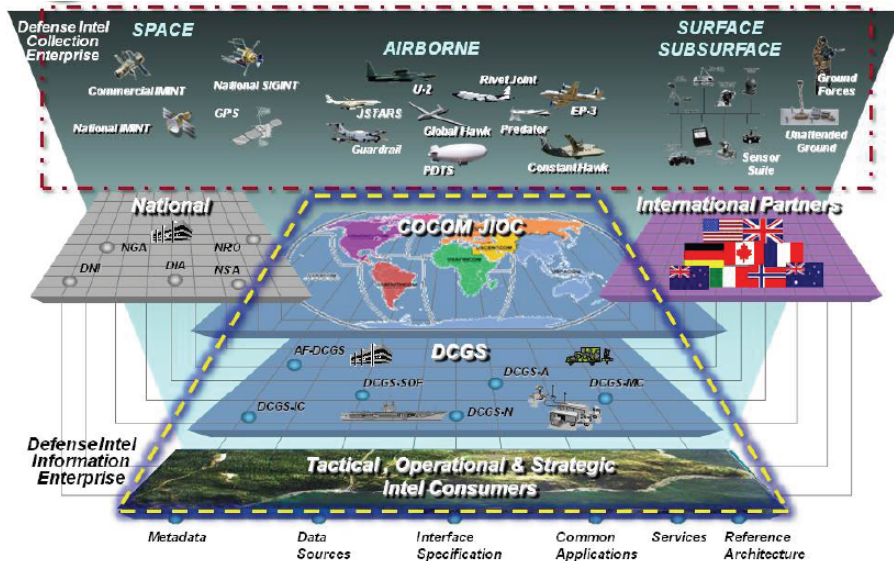 Defense Intel
Collection
Enterprise
SPACE
Commercial IMINT
National SIGINT
National IMINT
GPS
AIRBORNE
U-2
Rivet Joint
JSTARS
EP-3
Global Hawk
Predator
Guardrail
PDTS
Constant Hawk
SURFACE
SUBSURFACE
Ground
Forces
Unattended
Ground
Sensor
Suite
National
NGA
NRO
DNI
DIA
NSA
COCOM JIOC
International Partners
DCGS
AF-DCGS
DCGS-SOF
DCGS-A
DCGS-MC
DCGS-IC
DCGS-N
Defense Intel
Information
Enterprise
Tactical , Operational & Strategic
Intel Consumers
Metadata
Data
Sources
Interface
Specification
Common
Applications
Services
Reference
Architecture